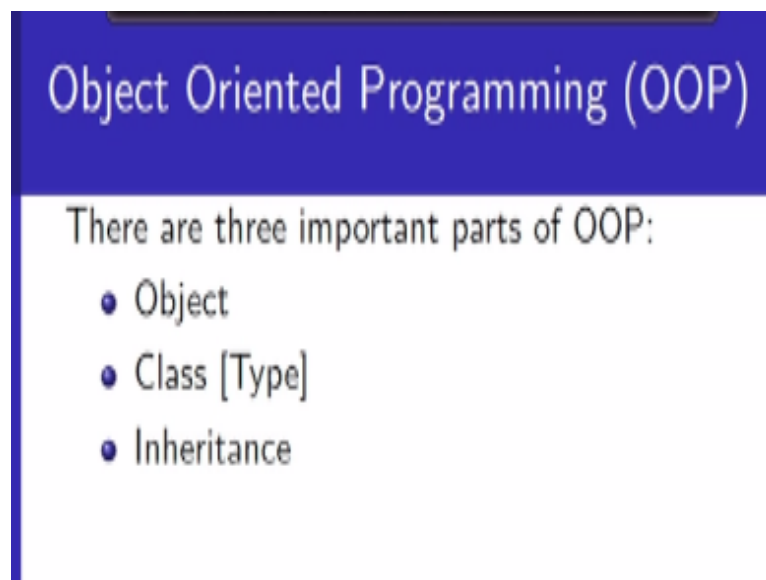 Object Oriented Programming (OOP)
There are three important parts of OOP:
Object
Class [Type]
Inheritance